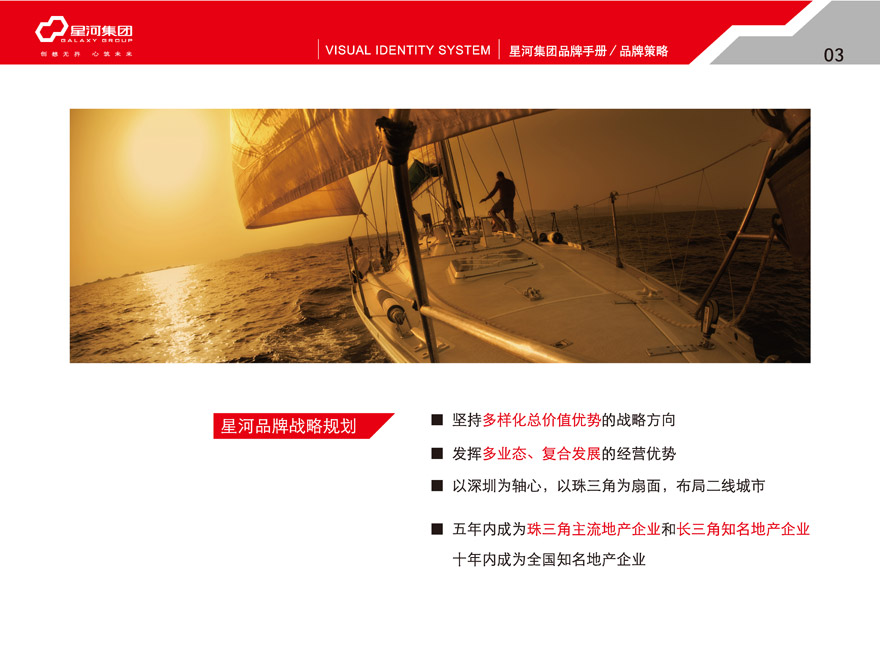 星河集团
GALAXY GROUP
创想无界 心筑未来
VISUAL IDENTITY SYSTEM
星河集团品牌手册 / 品牌策略
03
星河品牌战略规划
坚持多样化总价值优势的战略方向
发挥多业态、复合发展的经营优势
以深圳为轴心，以珠三角为扇面，布局二线城市
五年内成为珠三角主流地产企业和长三角知名地产企业
十年内成为全国知名地产企业